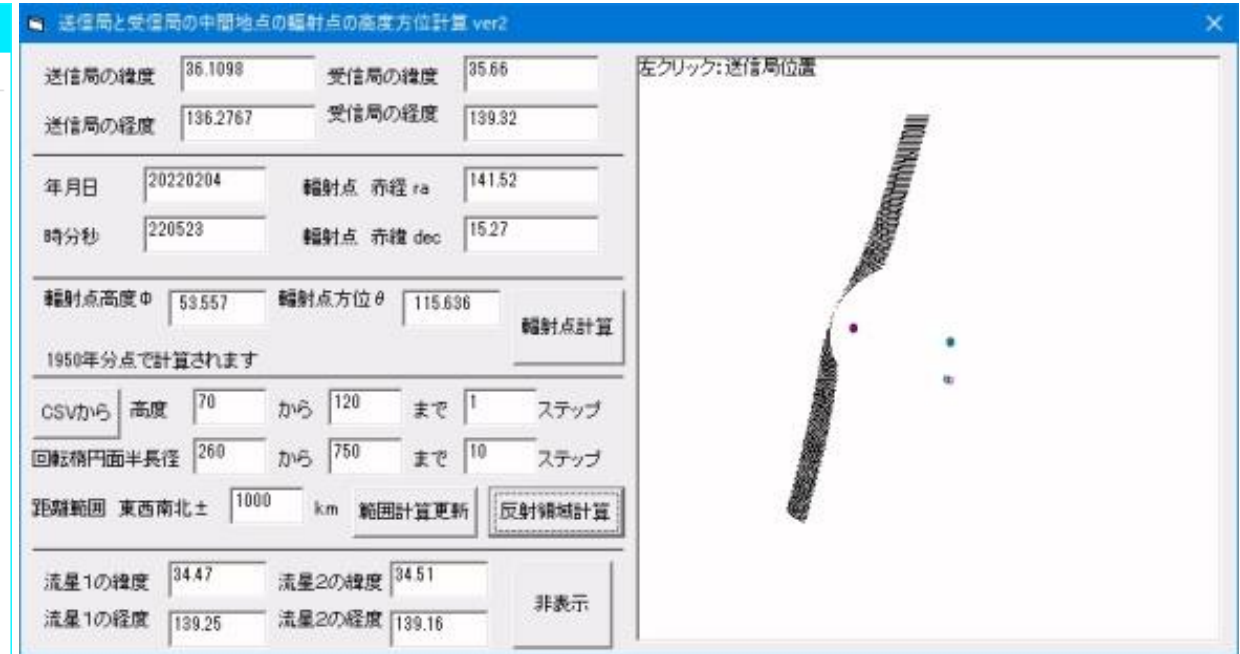 送信局と受信局の中間地点の輻射点の高度方位計算 ver2
送信局の緯度 36.1098 受信局の緯度 35.66
送信局の経度 136.2767 受信局の経度 139.32
年月日 20220204 輻射点 赤経 ra 141.52
時分秒 220523 輻射点 赤緯 dec 15.27
輻射点高度Φ 53.557 輻射点方位θ 115.636 輻射点計算
1950年分点で計算されます
CSVから 高度 70 から 120 まで 1 ステップ
回転楕円面半長径 260 から 750 まで 10 ステップ
距離範囲 東西南北± 1000 km 範囲計算更新 反射領域計算
流星1の緯度 34.47 流星2の緯度 34.51 非表示
流星1の経度 139.25 流星2の経度 139.16
左クリック:送信局位置